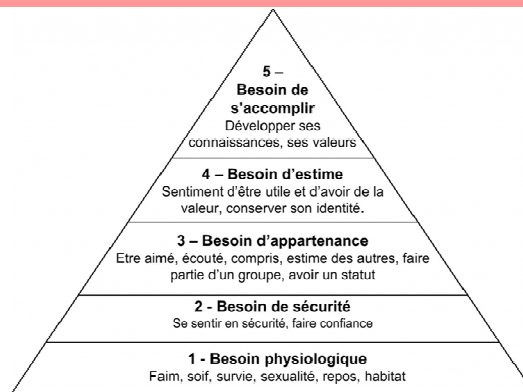 5 –
Besoin de
s'accomplir
Développer ses
connaissances, ses valeurs
4 – Besoin d'estime
Sentiment d'être utile et d'avoir de la
valeur, conserver son identité.
3 – Besoin d'appartenance
Etre aimé, écouté, compris, estime des autres, faire
partie d'un groupe, avoir un statut
2 - Besoin de sécurité
Se sentir en sécurité, faire confiance
1 - Besoin physiologique
Faim, soif, survie, sexualité, repos, habitat